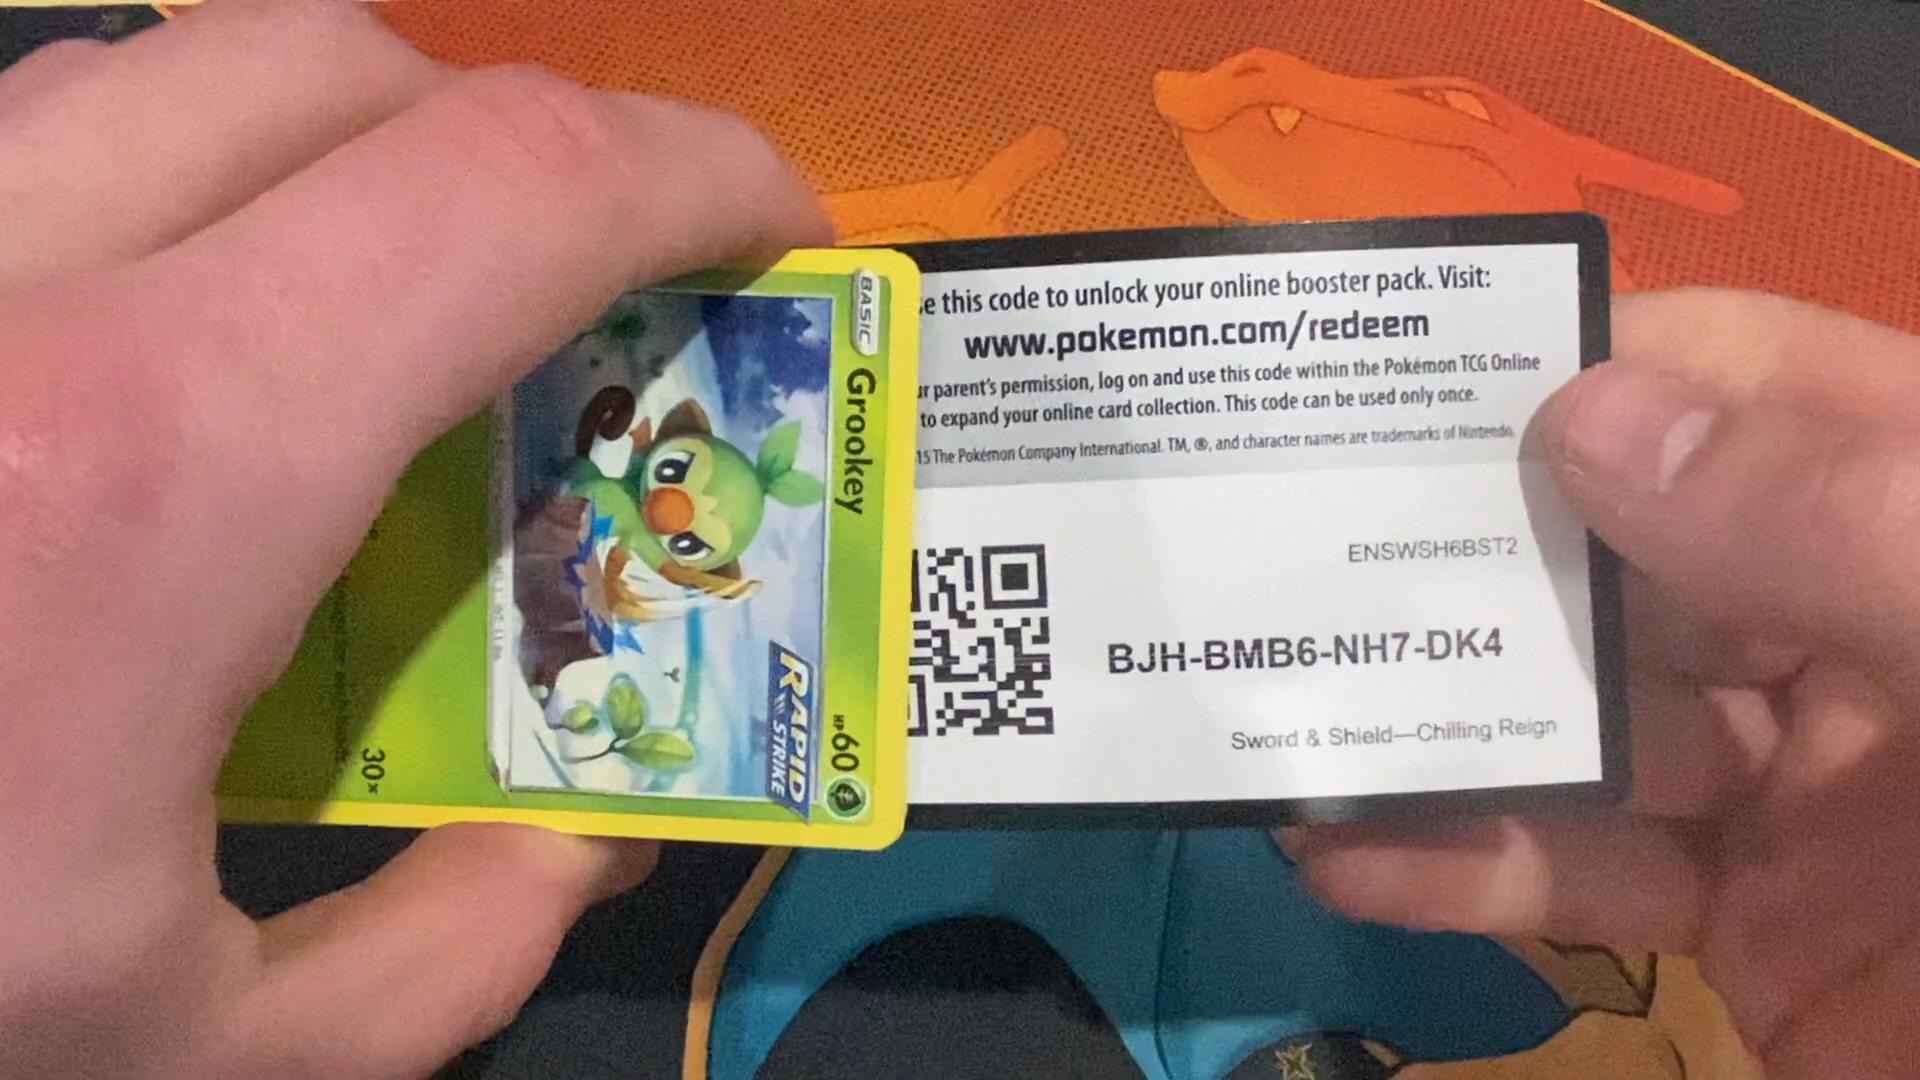 BASIC
Grookey
HP 60
RAPID
STRIKE
30×
this code to unlock your online booster pack. Visit:
www.pokemon.com/redeem
parent's permission, log on and use this code within the Pokémon TCG Online
to expand your online card collection. This code can be used only once.
15 The Pokémon Company International. TM, ®, and character names are trademarks of Nintendo.
ENSWSH6BST2
BJH-BMB6-NH7-DK4
Sword & Shield—Chilling Reign